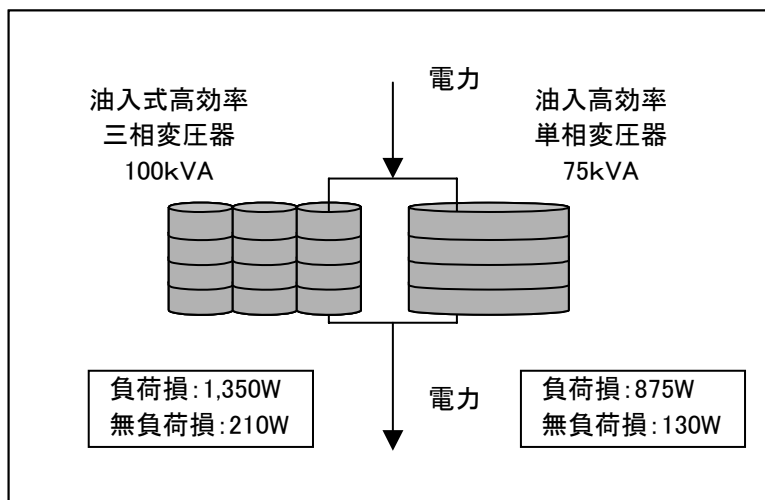 油入式高効率
三相変圧器
100kVA
電力
油入高効率
単相変圧器
75kVA
負荷損：1,350W
無負荷損：210W
電力
負荷損：875W
無負荷損：130W